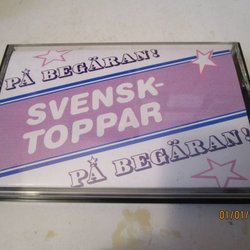 PÅ BEGÄRAN!
SVENSK-
TOPPAR
PÅ BEGÄRAN!
01/01/